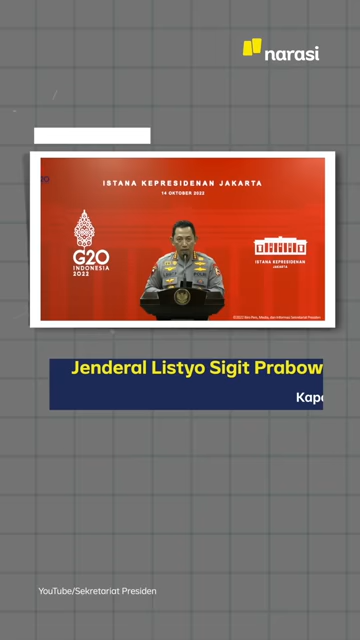 narasi
ISTANA KEPRESIDENAN JAKARTA
14 OKTOBER 2022
G20
INDONESIA
2022
ISTANA KEPRESIDENAN
JAKARTA
Jenderal Listyo Sigit Prabow
Kapo
YouTube/Sekretariat Presiden